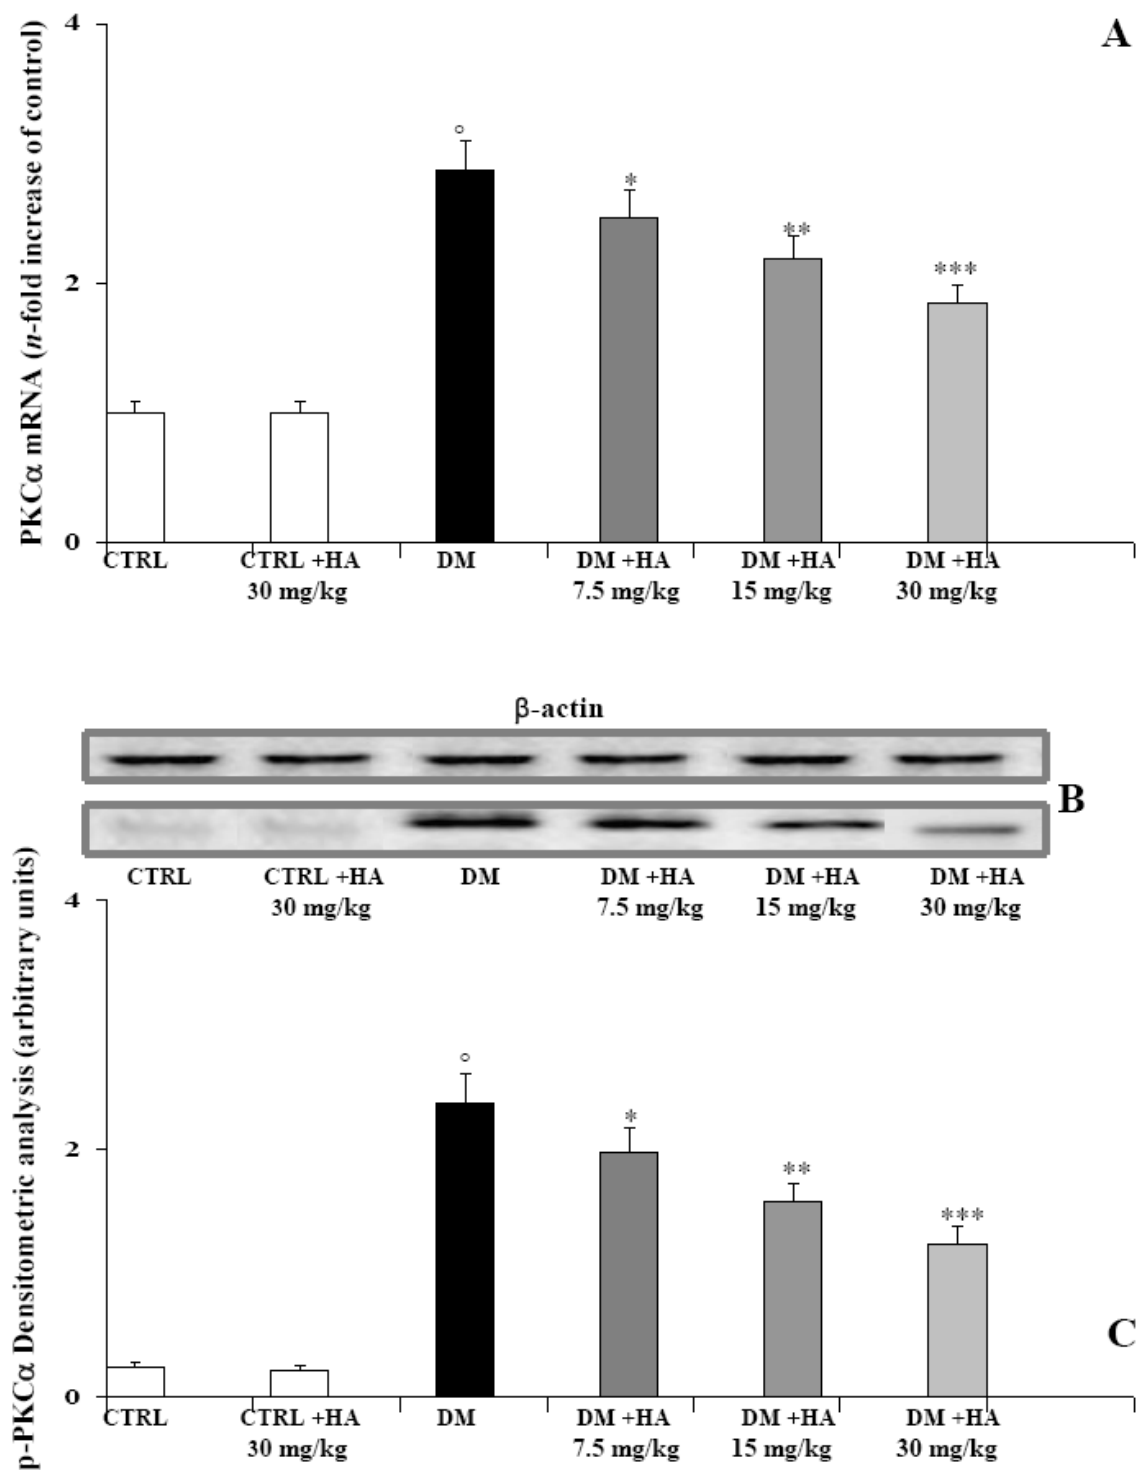 A
PKCα mRNA (n-fold increase of control)
4
°
*
**
***
2
0
CTRL CTRL +HA DM DM +HA DM +HA DM +HA
30 mg/kg 7.5 mg/kg 15 mg/kg 30 mg/kg
β-actin
B
CTRL CTRL +HA DM DM +HA DM +HA DM +HA
30 mg/kg 7.5 mg/kg 15 mg/kg 30 mg/kg
p-PKCα Densitometric analysis (arbitrary units)
4
°
*
2
**
***
C
0
CTRL CTRL +HA DM DM +HA DM +HA DM +HA
30 mg/kg 7.5 mg/kg 15 mg/kg 30 mg/kg